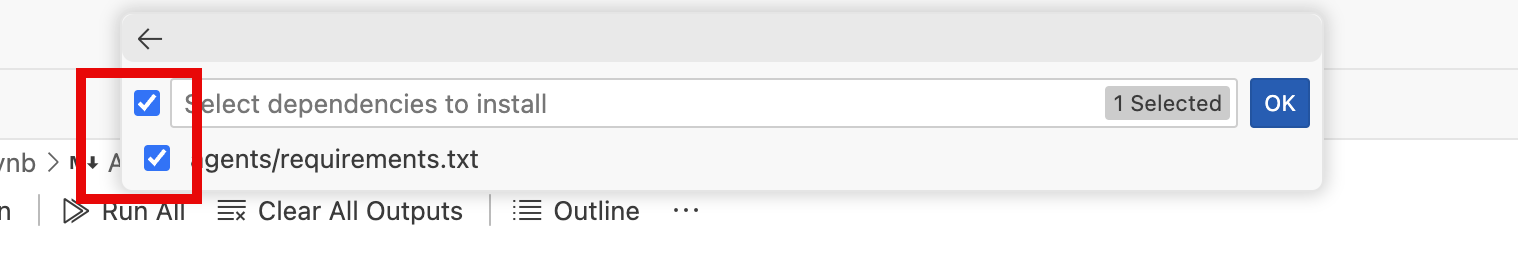 Select dependencies to install 1 Selected OK
agents/requirements.txt
ynb > A
Run All Clear All Outputs Outline ...